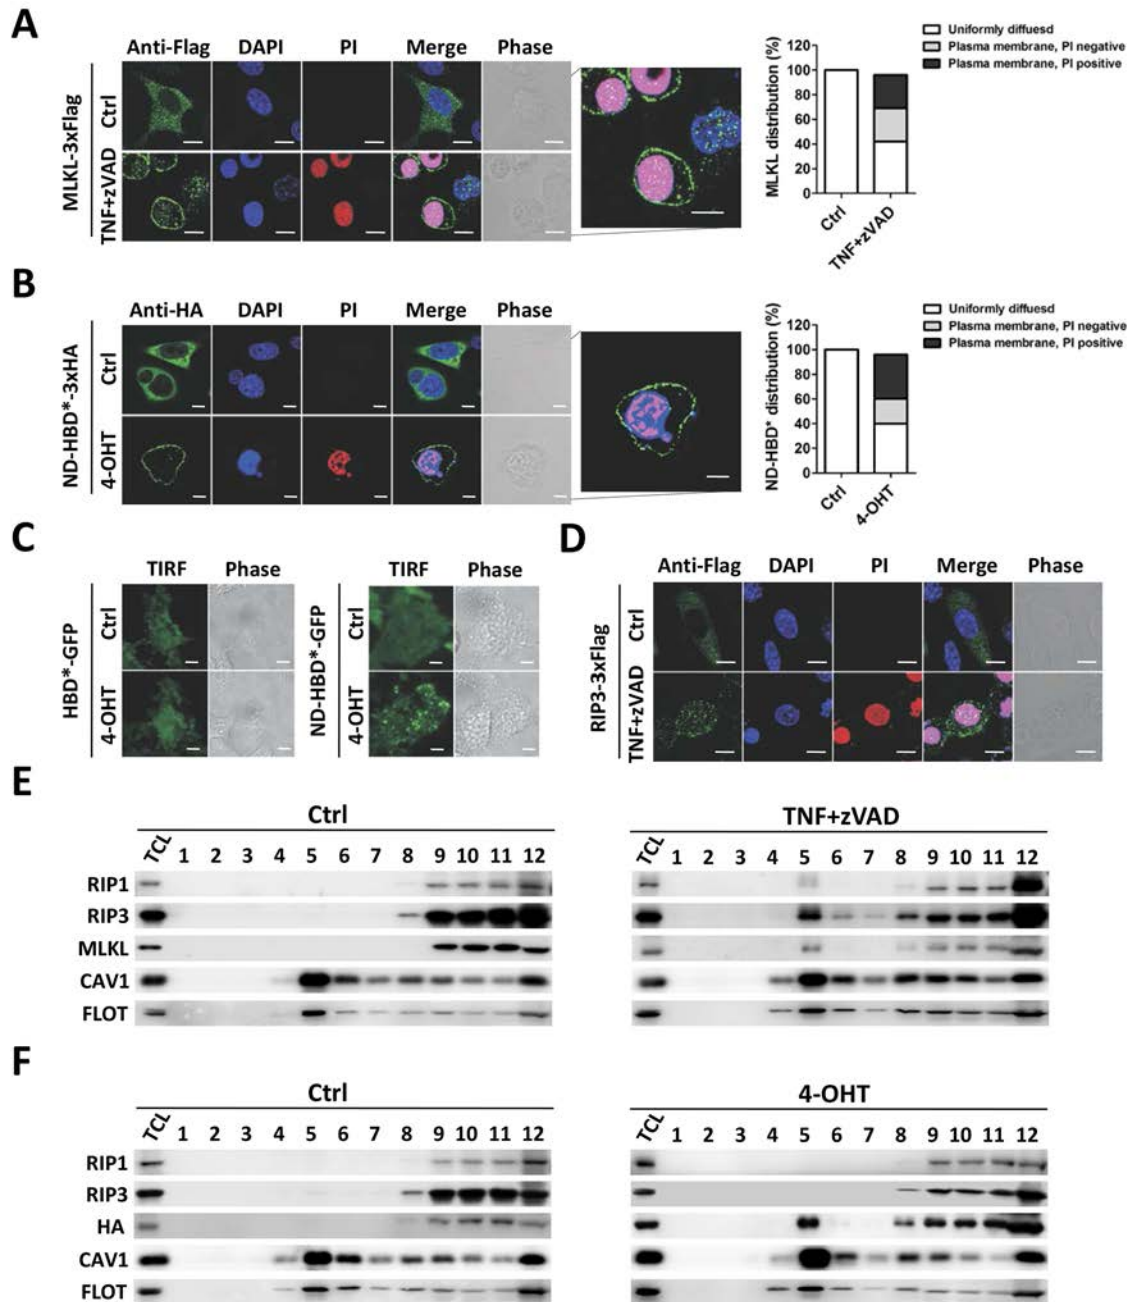 A
Anti-Flag DAPI PI Merge Phase
MLKL-3xFlag
Ctrl
TNF+zVAD
Uniformly diffuesd
Plasma membrane, PI negative
Plasma membrane, PI positive
MLKL distribution (%)
120
100
80
60
40
20
0
Ctrl
TNF+zVAD
B
Anti-HA DAPI PI Merge Phase
ND-HBD*-3xHA
Ctrl
4-OHT
Uniformly diffuesd
Plasma membrane, PI negative
Plasma membrane, PI positive
ND-HBD* distribution (%)
120
100
80
60
40
20
0
Ctrl
4-OHT
C
TIRF Phase
HBD*-GFP
Ctrl
4-OHT
TIRF Phase
ND-HBD*-GFP
Ctrl
4-OHT
D
Anti-Flag DAPI PI Merge Phase
RIP3-3xFlag
Ctrl
TNF+zVAD
E
Ctrl
TCL 1 2 3 4 5 6 7 8 9 10 11 12
TNF+zVAD
TCL 1 2 3 4 5 6 7 8 9 10 11 12
RIP1
RIP3
MLKL
CAV1
FLOT
F
Ctrl
TCL 1 2 3 4 5 6 7 8 9 10 11 12
4-OHT
TCL 1 2 3 4 5 6 7 8 9 10 11 12
RIP1
RIP3
HA
CAV1
FLOT